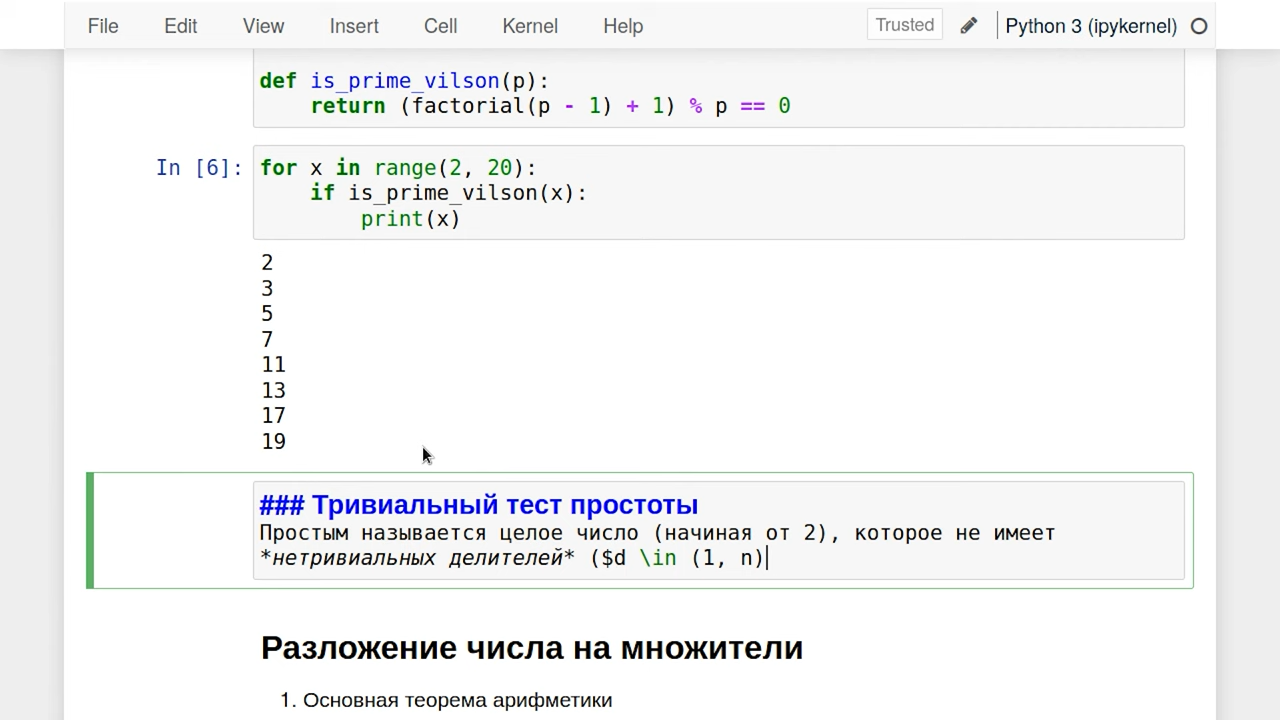 File Edit View Insert Cell Kernel Help Trusted Python 3 (ipykernel)
def is_prime_vilson(p):
    return (factorial(p - 1) + 1) % p == 0
In [6]: for x in range(2, 20):
    if is_prime_vilson(x):
        print(x)
2
3
5
7
11
13
17
19
### Тривиальный тест простоты
Простым называется целое число (начиная от 2), которое не имеет
*нетривиальных делителей* ($d \in (1, n)
Разложение числа на множители
1. Основная теорема арифметики